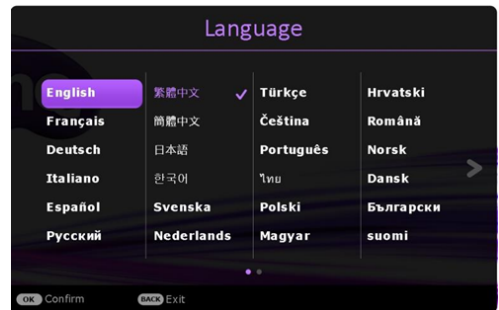 Language
English
Français
Deutsch
Italiano
Español
Русский
繁體中文
簡體中文
日本語
한국어
Svenska
Nederlands
Türkçe
Čeština
Português
ไทย
Polski
Magyar
Hrvatski
Română
Norsk
Dansk
Български
suomi
OK Confirm
BACK Exit